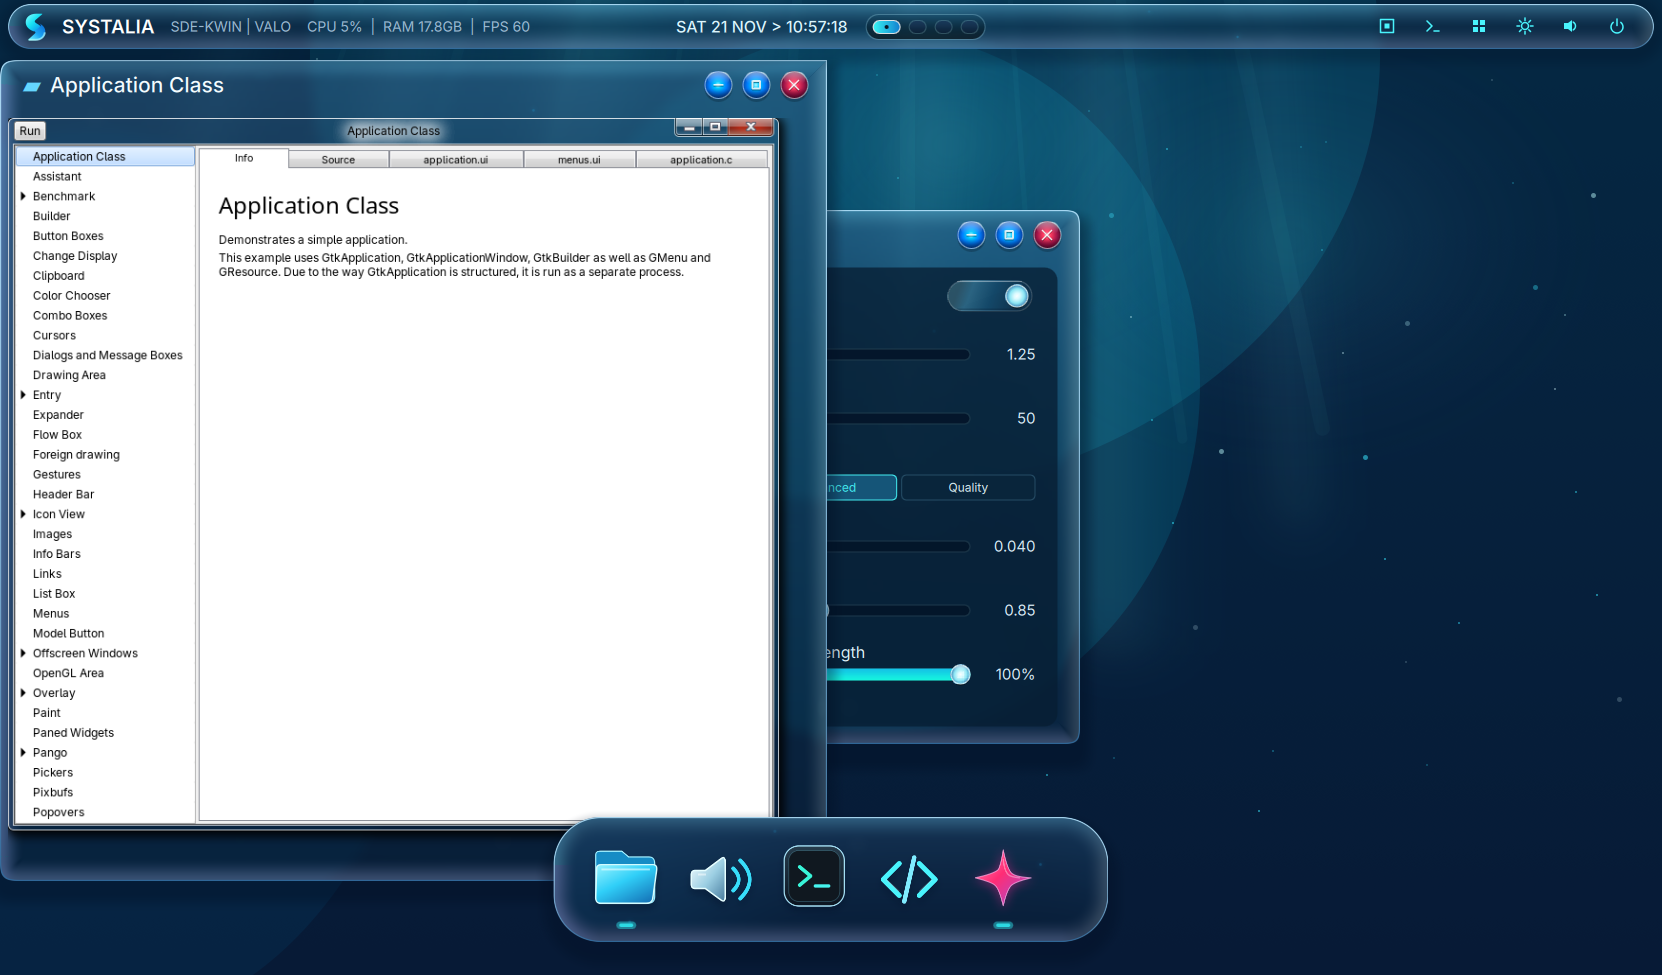 SYSTALIA SDE-KWIN | VALO CPU 5% | RAM 17.8GB | FPS 60 SAT 21 NOV > 10:57:18
Application Class
Run Application Class
Application Class
Assistant
Benchmark
Builder
Button Boxes
Change Display
Clipboard
Color Chooser
Combo Boxes
Cursors
Dialogs and Message Boxes
Drawing Area
Entry
Expander
Flow Box
Foreign drawing
Gestures
Header Bar
Icon View
Images
Info Bars
Links
List Box
Menus
Model Button
Offscreen Windows
OpenGL Area
Overlay
Paint
Paned Widgets
Pango
Pickers
Pixbufs
Popovers
Info Source application.ui menus.ui application.c
Application Class
Demonstrates a simple application.
This example uses GtkApplication, GtkApplicationWindow, GtkBuilder as well as GMenu and
GResource. Due to the way GtkApplication is structured, it is run as a separate process.
1.25
50
nced Quality
0.040
0.85
ength
100%